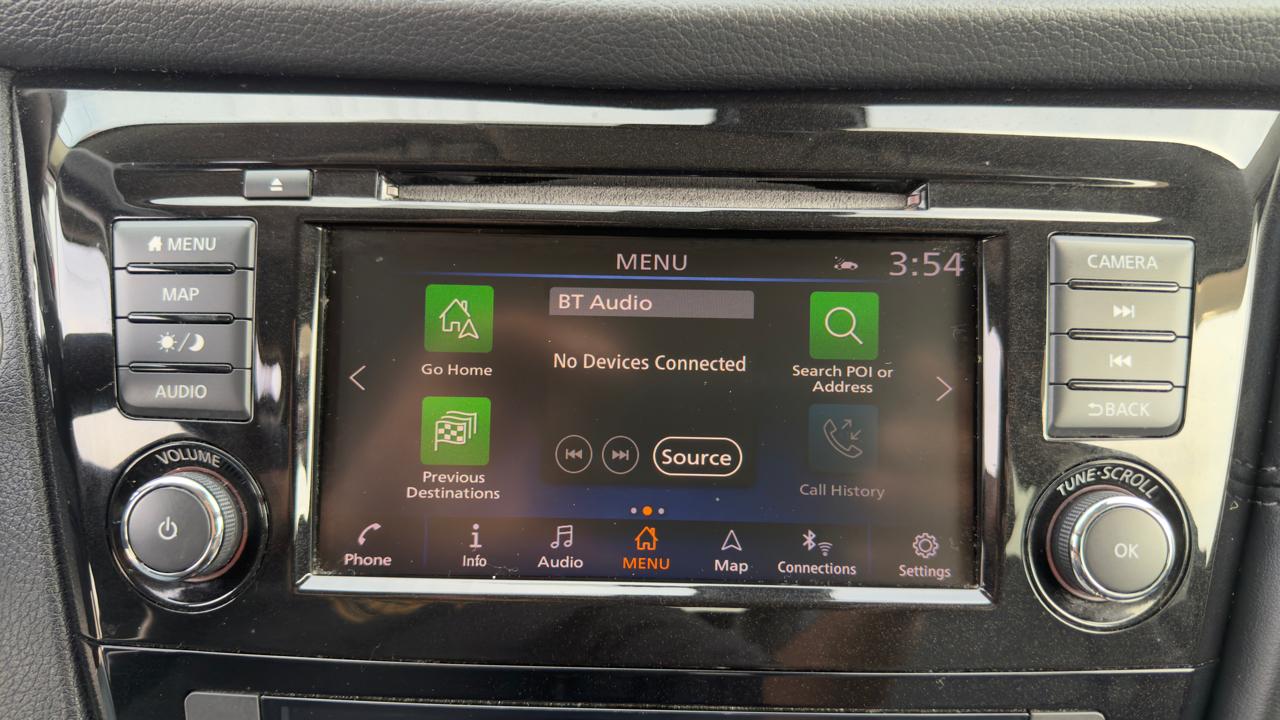 MENU
MAP
AUDIO
VOLUME
MENU
3:54
Go Home
BT Audio
No Devices Connected
Search POI or
Address
Previous
Destinations
Source
Call History
Phone
Info
Audio
MENU
Map
Connections
Settings
CAMERA
BACK
TUNE·SCROLL
OK